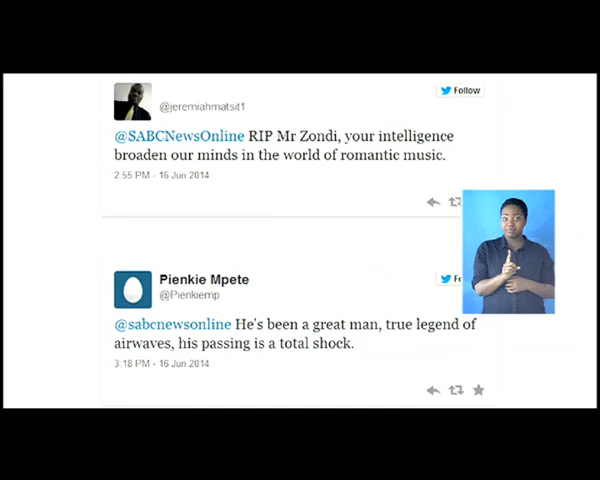 Follow
@jeremiahmatsit1
@SABCNewsOnline RIP Mr Zondi, your intelligence
broaden our minds in the world of romantic music.
2:55 PM - 16 Jun 2014
Pienkie Mpete
@Pienkiemp
@sabcnewsonline He's been a great man, true legend of
airwaves, his passing is a total shock.
3:18 PM - 16 Jun 2014